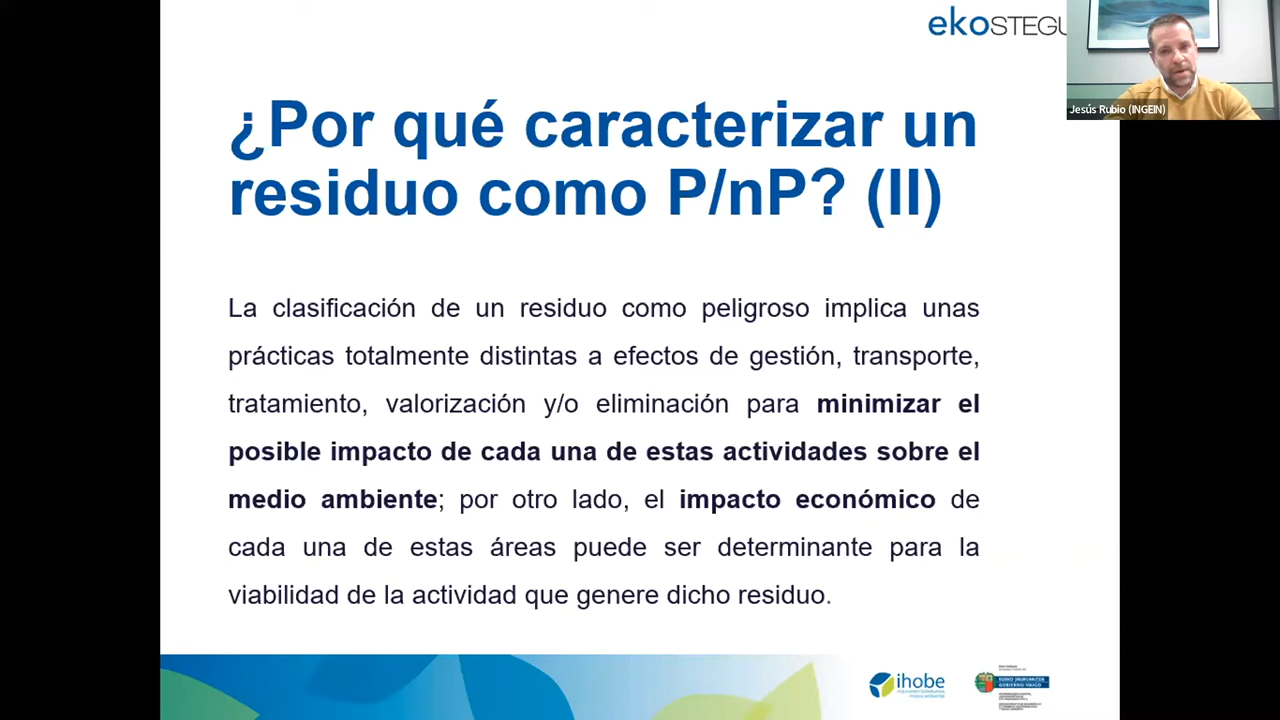 ekOSTEGU
Jesús Rubio (INGEIN)
¿Por qué caracterizar un
residuo como P/nP? (II)
La clasificación de un residuo como peligroso implica unas
prácticas totalmente distintas a efectos de gestión, transporte,
tratamiento, valorización y/o eliminación para minimizar el
posible impacto de cada una de estas actividades sobre el
medio ambiente; por otro lado, el impacto económico de
cada una de estas áreas puede ser determinante para la
viabilidad de la actividad que genere dicho residuo.
ihobe
EUSKO JAURLARITZA
GOBIERNO VASCO